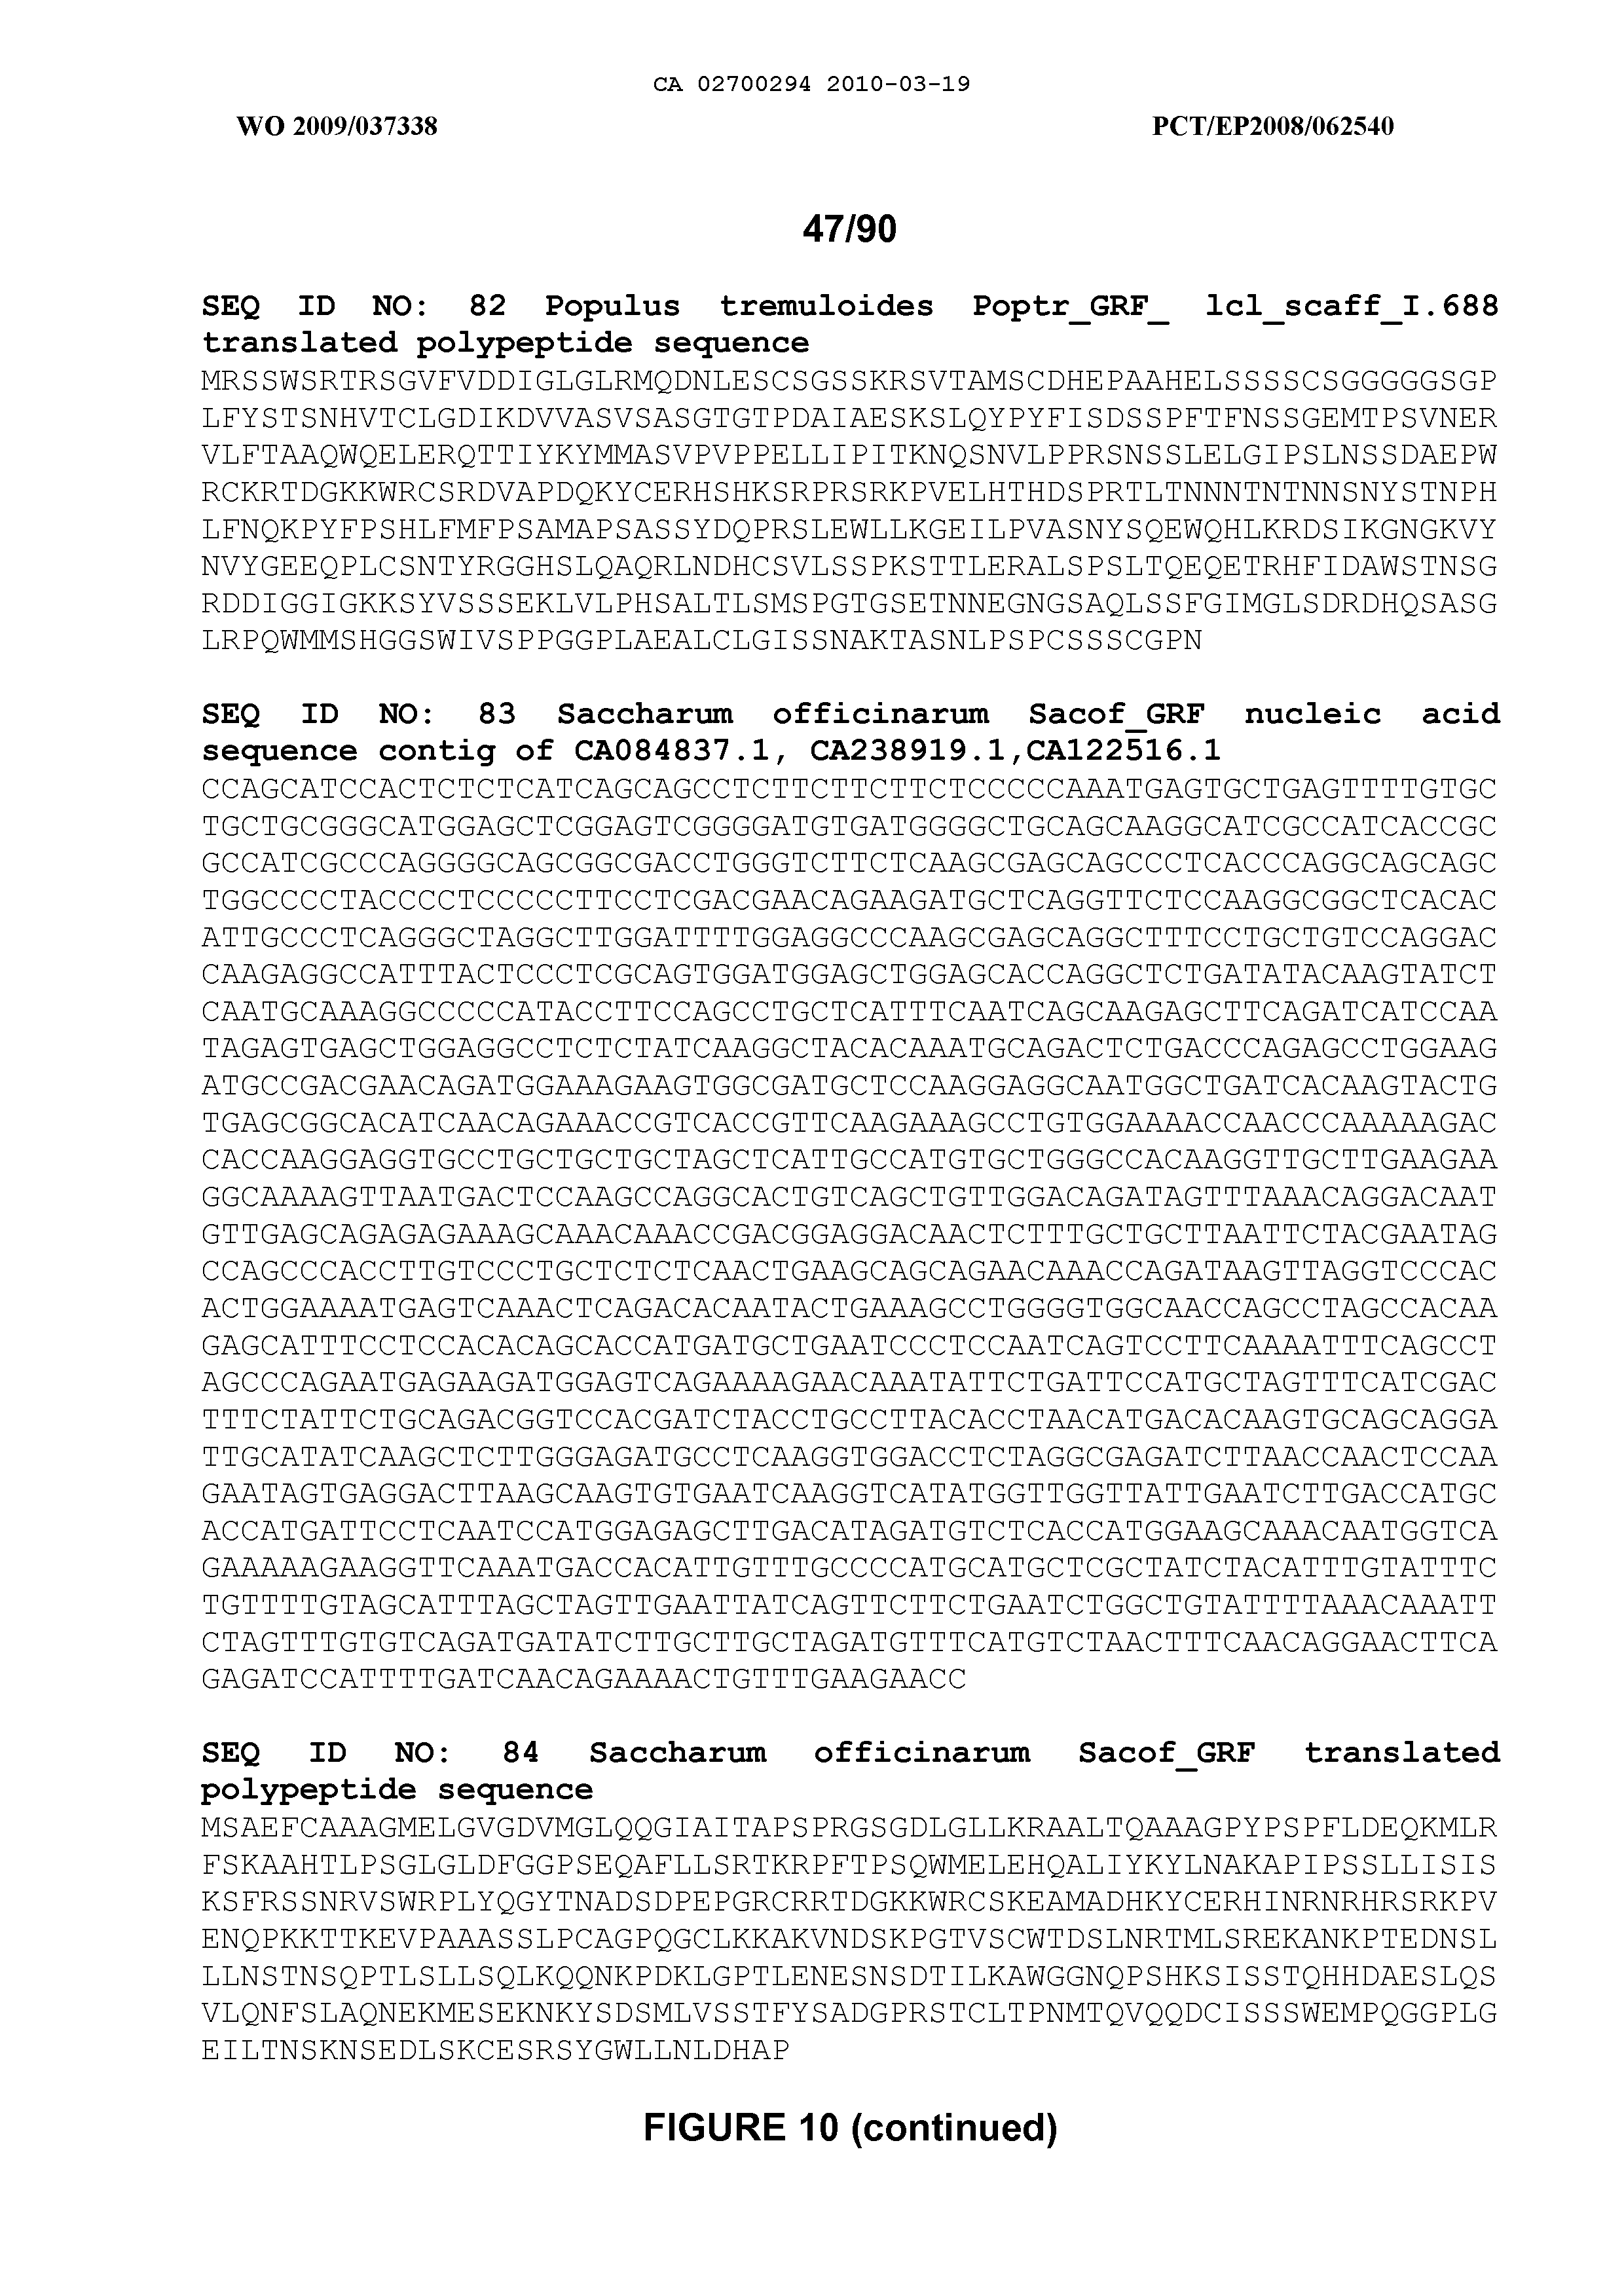 CA 02700294 2010-03-19
WO 2009/037338 PCT/EP2008/062540
47/90
SEQ ID NO: 82 Populus tremuloides Poptr_GRF_ lcl_scaff_I.688
translated polypeptide sequence
MRSSWSRTRSGVFVDDIGLGLRMQDNLESCSGSSKRSVTAMSCDHEPAAHELSSSSCSGGGGGSGP
LFYSTSNHVTCLGDIKDVVASVSASGTGTPDAIAESKSLQYPYFISDSSPFTFNSSGEMTPSVNER
VLFTAAQWQELERQTTIYKYMMASVPVPPELLIPITKNQSNVLPPRSNSSLELGIPSLNSSDAEPW
RCKRTDGKKWRCSRDVAPDQKYCERHSHKSRPRSRKPVELHTHDSPRTLTNNNTNTNNSNYSTNPH
LFNQKPYFPSHLFMFPSAMAPSASSYDQPRSLEWLLKGEILPVASNYSQEWQHLKRDSIKGNGKVY
NVYGEEQPLCSNTYRGGHSLQAQRLNDHCSVLSSPKSTTLERALSPSLTQEQETRHFIDAWSTNSG
RDDIGGIGKKSYVSSSEKLVLPHSALTLSMSPGTGSETNNEGNGSAQLSSFGIMGLSDRDHQSASG
LRPQWMMSHGGSWIVSPPGGPLAEALCLGISSNAKTASNLPSPCSSSCGPN
SEQ ID NO: 83 Saccharum officinarum Sacof_GRF nucleic acid
sequence contig of CA084837.1, CA238919.1,CA122516.1
CCAGCATCCACTCTCTCATCAGCAGCCTCTTCTTCTTCTCCCCCAAATGAGTGCTGAGTTTTGTGC
TGCTGCGGGCATGGAGCTCGGAGTCGGGGATGTGATGGGGCTGCAGCAAGGCATCGCCATCACCGC
GCCATCGCCCAGGGGCAGCGGCGACCTGGGTCTTCTCAAGCGAGCAGCCCTCACCCAGGCAGCAGC
TGGCCCCTACCCCTCCCCCTTCCTCGACGAACAGAAGATGCTCAGGTTCTCCAAGGCGGCTCACAC
ATTGCCCTCAGGGCTAGGCTTGGATTTTGGAGGCCCAAGCGAGCAGGCTTTCCTGCTGTCCAGGAC
CAAGAGGCCATTTACTCCCTCGCAGTGGATGGAGCTGGAGCACCAGGCTCTGATATACAAGTATCT
CAATGCAAAGGCCCCCATACCTTCCAGCCTGCTCATTTCAATCAGCAAGAGCTTCAGATCATCCAA
TAGAGTGAGCTGGAGGCCTCTCTATCAAGGCTACACAAATGCAGACTCTGACCCAGAGCCTGGAAG
ATGCCGACGAACAGATGGAAAGAAGTGGCGATGCTCCAAGGAGGCAATGGCTGATCACAAGTACTG
TGAGCGGCACATCAACAGAAACCGTCACCGTTCAAGAAAGCCTGTGGAAAACCAACCCAAAAAGAC
CACCAAGGAGGTGCCTGCTGCTGCTAGCTCATTGCCATGTGCTGGGCCACAAGGTTGCTTGAAGAA
GGCAAAAGTTAATGACTCCAAGCCAGGCACTGTCAGCTGTTGGACAGATAGTTTAAACAGGACAAT
GTTGAGCAGAGAGAAAGCAAACAAACCGACGGAGGACAACTCTTTGCTGCTTAATTCTACGAATAG
CCAGCCCACCTTGTCCCTGCTCTCTCAACTGAAGCAGCAGAACAAACCAGATAAGTTAGGTCCCAC
ACTGGAAAATGAGTCAAACTCAGACACAATACTGAAAGCCTGGGGTGGCAACCAGCCTAGCCACAA
GAGCATTTCCTCCACACAGCACCATGATGCTGAATCCCTCCAATCAGTCCTTCAAAATTTCAGCCT
AGCCCAGAATGAGAAGATGGAGTCAGAAAAGAACAAATATTCTGATTCCATGCTAGTTTCATCGAC
TTTCTATTCTGCAGACGGTCCACGATCTACCTGCCTTACACCTAACATGACACAAGTGCAGCAGGA
TTGCATATCAAGCTCTTGGGAGATGCCTCAAGGTGGACCTCTAGGCGAGATCTTAACCAACTCCAA
GAATAGTGAGGACTTAAGCAAGTGTGAATCAAGGTCATATGGTTGGTTATTGAATCTTGACCATGC
ACCATGATTCCTCAATCCATGGAGAGCTTGACATAGATGTCTCACCATGGAAGCAAACAATGGTCA
GAAAAAGAAGGTTCAAATGACCACATTGTTTGCCCCATGCATGCTCGCTATCTACATTTGTATTTC
TGTTTTGTAGCATTTAGCTAGTTGAATTATCAGTTCTTCTGAATCTGGCTGTATTTTAAACAAATT
CTAGTTTGTGTCAGATGATATCTTGCTTGCTAGATGTTTCATGTCTAACTTTCAACAGGAACTTCA
GAGATCCATTTTGATCAACAGAAAACTGTTTGAAGAACC
SEQ ID NO: 84 Saccharum officinarum Sacof_GRF translated
polypeptide sequence
MSAEFCAAAGMELGVGDVMGLQQGIAITAPSPRGSGDLGLLKRAALTQAAAGPYPSPFLDEQKMLR
FSKAAHTLPSGLGLDFGGPSEQAFLLSRTKRPFTPSQWMELEHQALIYKYLNAKAPIPSSLLISIS
KSFRSSNRVSWRPLYQGYTNADSDPEPGRCRRTDGKKWRCSKEAMADHKYCERHINRNRHRSRKPV
ENQPKKTTKEVPAAASSLPCAGPQGCLKKAKVNDSKPGTVSCWTDSLNRTMLSREKANKPTEDNSL
LLNSTNSQPTLSLLSQLKQQNKPDKLGPTLENESNSDTILKAWGGNQPSHKSISSTQHHDAESLQS
VLQNFSLAQNEKMESEKNKYSDSMLVSSTFYSADGPRSTCLTPNMTQVQQDCISSSWEMPQGGPLG
EILTNSKNSEDLSKCESRSYGWLLNLDHAP
FIGURE 10 (continued)